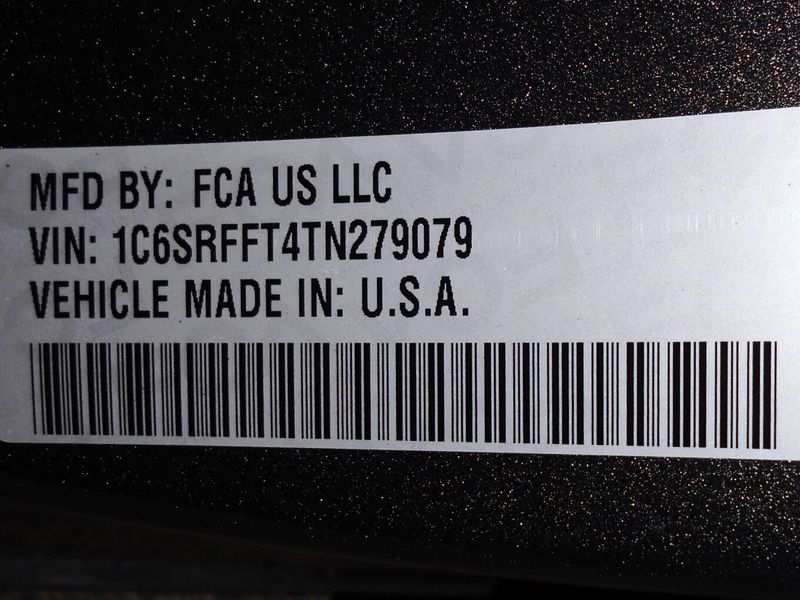 MFD BY: FCA US LLC
VIN: 1C6SRFFT4TN279079
VEHICLE MADE IN: U.S.A.